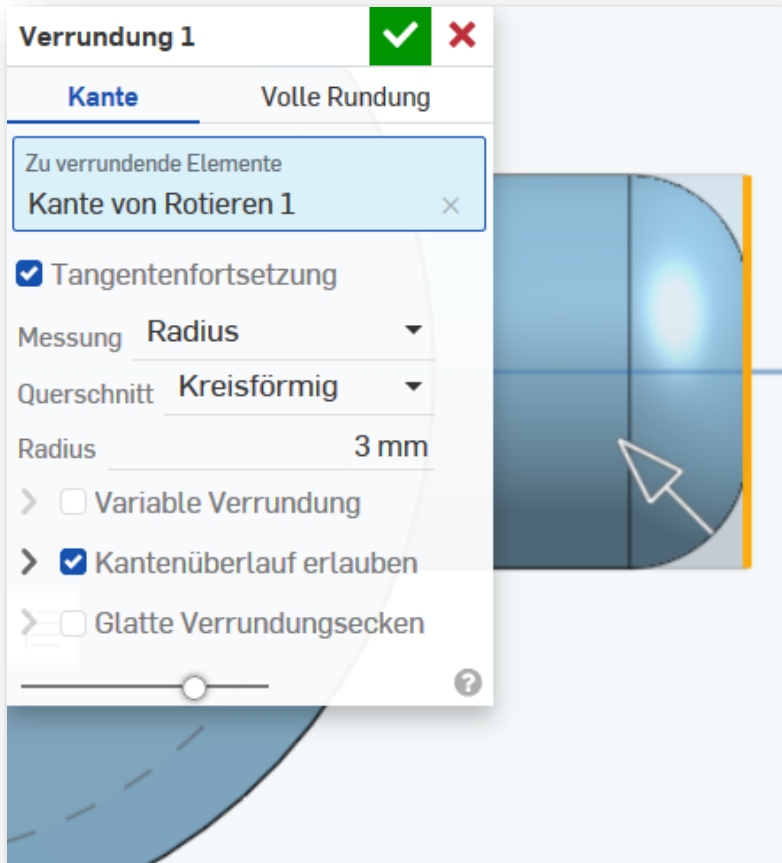 Verrundung 1
Kante Volle Rundung
Zu verrundende Elemente
Kante von Rotieren 1
Tangentenfortsetzung
Messung Radius
Querschnitt Kreisförmig
Radius 3 mm
Variable Verrundung
Kantenüberlauf erlauben
Glatte Verrundungsecken